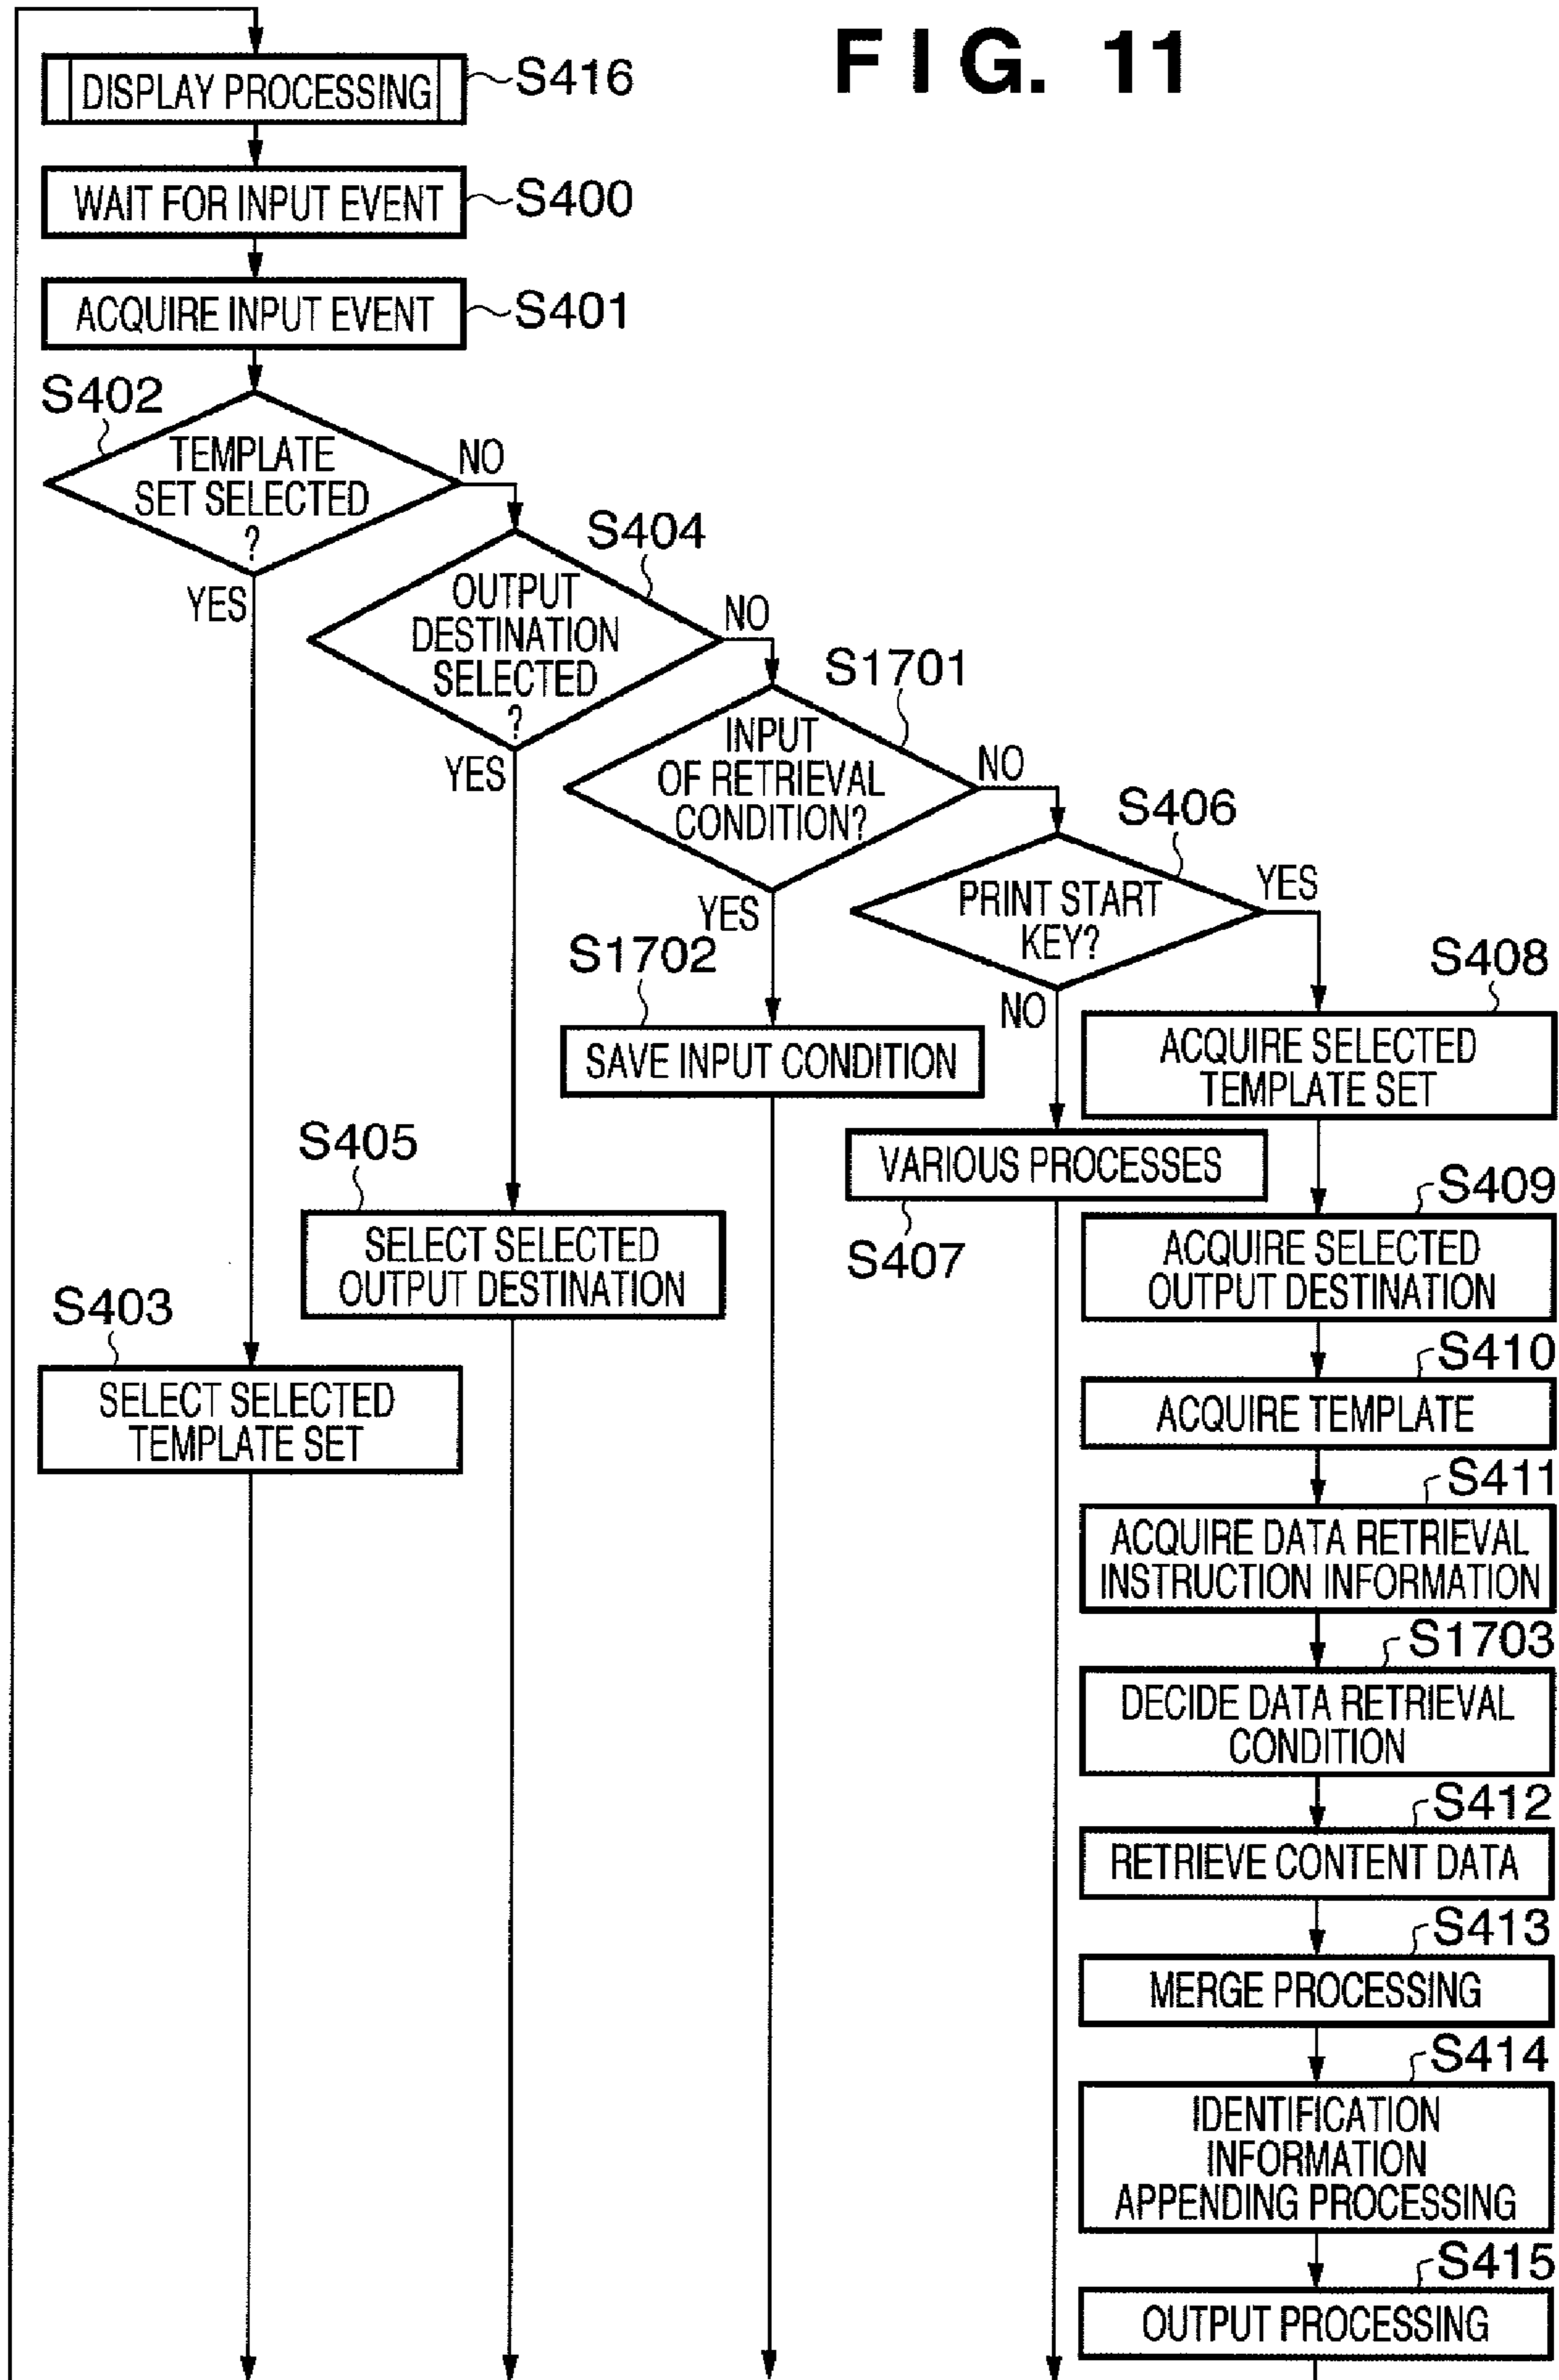 FIG. 11
DISPLAY PROCESSING
S416
WAIT FOR INPUT EVENT
S400
ACQUIRE INPUT EVENT
S401
S402
TEMPLATE
SET SELECTED
?
NO
YES
S404
OUTPUT
DESTINATION
SELECTED
?
NO
YES
S1701
INPUT
OF RETRIEVAL
CONDITION?
NO
YES
S406
PRINT START
KEY?
YES
NO
S1702
SAVE INPUT CONDITION
S408
ACQUIRE SELECTED
TEMPLATE SET
VARIOUS PROCESSES
S407
S405
SELECT SELECTED
OUTPUT DESTINATION
S409
ACQUIRE SELECTED
OUTPUT DESTINATION
S403
SELECT SELECTED
TEMPLATE SET
S410
ACQUIRE TEMPLATE
S411
ACQUIRE DATA RETRIEVAL
INSTRUCTION INFORMATION
S1703
DECIDE DATA RETRIEVAL
CONDITION
S412
RETRIEVE CONTENT DATA
S413
MERGE PROCESSING
S414
IDENTIFICATION
INFORMATION
APPENDING PROCESSING
S415
OUTPUT PROCESSING